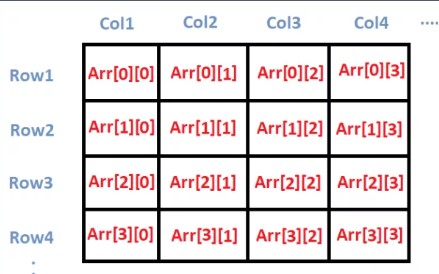 Col1 Col2 Col3 Col4 ....
Row1 Arr[0][0] Arr[0][1] Arr[0][2] Arr[0][3]
Row2 Arr[1][0] Arr[1][1] Arr[1][2] Arr[1][3]
Row3 Arr[2][0] Arr[2][1] Arr[2][2] Arr[2][3]
Row4 Arr[3][0] Arr[3][1] Arr[3][2] Arr[3][3]
: